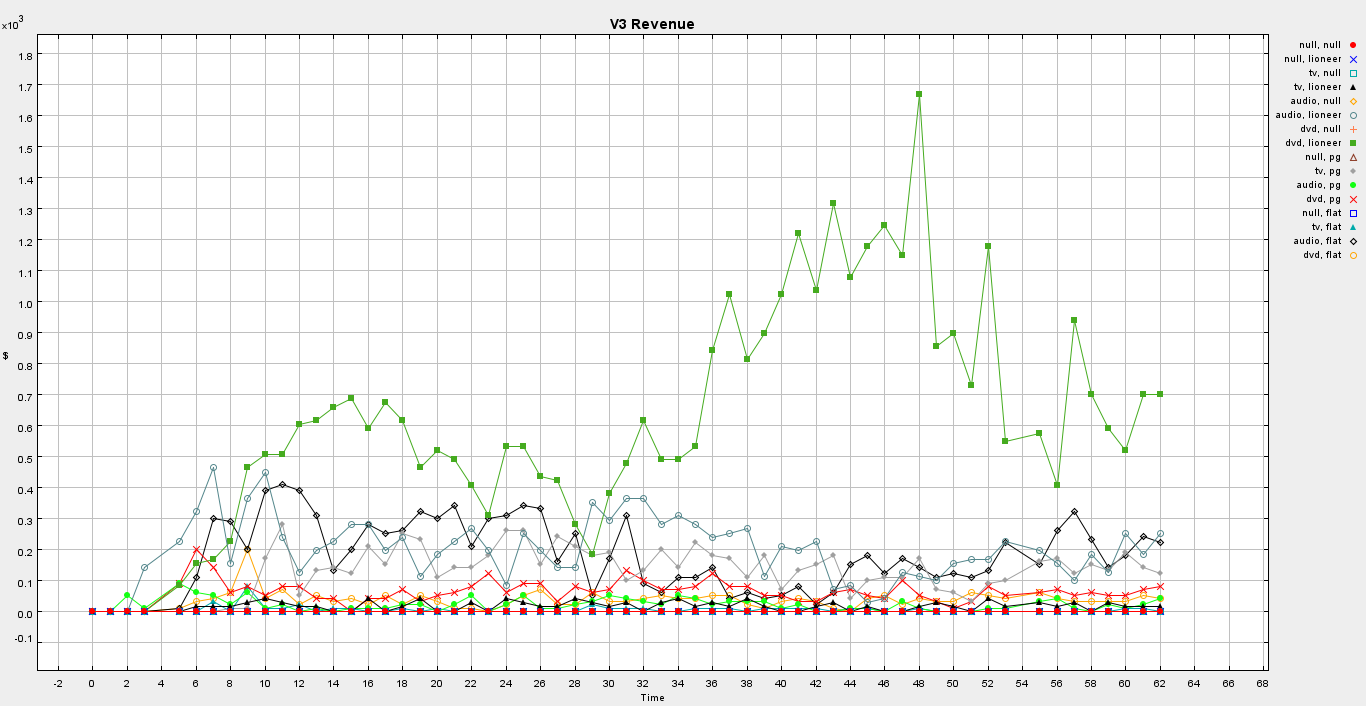 V3 Revenue
x10³
1.8
1.7
1.6
1.5
1.4
1.3
1.2
1.1
1.0
0.9
0.8
0.7
0.6
0.5
0.4
0.3
0.2
0.1
0.0
-0.1
$
-2 0 2 4 6 8 10 12 14 16 18 20 22 24 26 28 30 32 34 36 38 40 42 44 46 48 50 52 54 56 58 60 62 64 66 68
Time
null, null
null, lioneer
tv, null
tv, lioneer
audio, null
audio, lioneer
dvd, null
dvd, lioneer
null, pg
tv, pg
audio, pg
dvd, pg
null, flat
tv, flat
audio, flat
dvd, flat